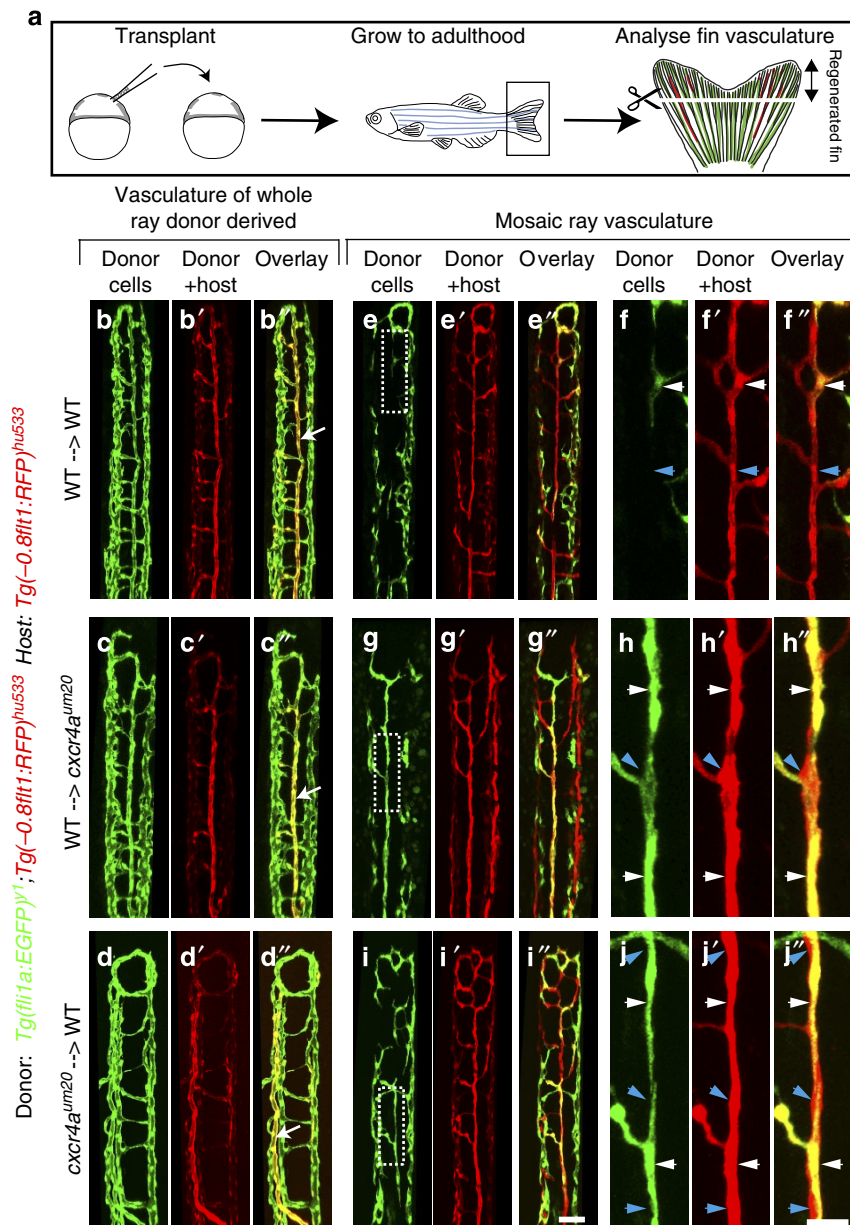 a
Transplant
Grow to adulthood
Analyse fin vasculature
Regenerated fin
Vasculature of whole
ray donor derived
Mosaic ray vasculature
Donor cells
Donor +host
Overlay
Donor cells
Donor +host
Overlay
Donor cells
Donor +host
Overlay
Donor: Tg(fli1a:EGFP)y1;Tg(–0.8flt1:RFP)hu533 Host: Tg(–0.8flt1:RFP)hu533
WT --> WT
b b′ b″ e e′ e″ f f′ f″
WT --> cxcr4a um20
c c′ c″ g g′ g″ h h′ h″
cxcr4a um20 --> WT
d d′ d″ i i′ i″ j j′ j″